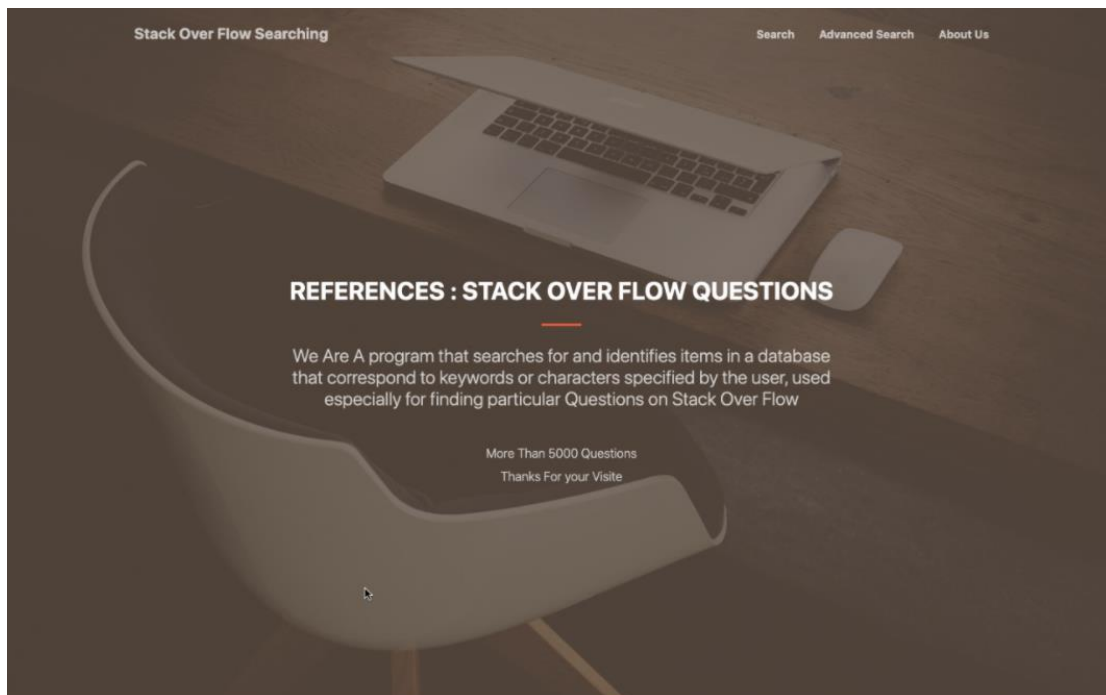 Stack Over Flow Searching
Search Advanced Search About Us
REFERENCES : STACK OVER FLOW QUESTIONS
We Are A program that searches for and identifies items in a database
that correspond to keywords or characters specified by the user, used
especially for finding particular Questions on Stack Over Flow
More Than 5000 Questions
Thanks For your Visite